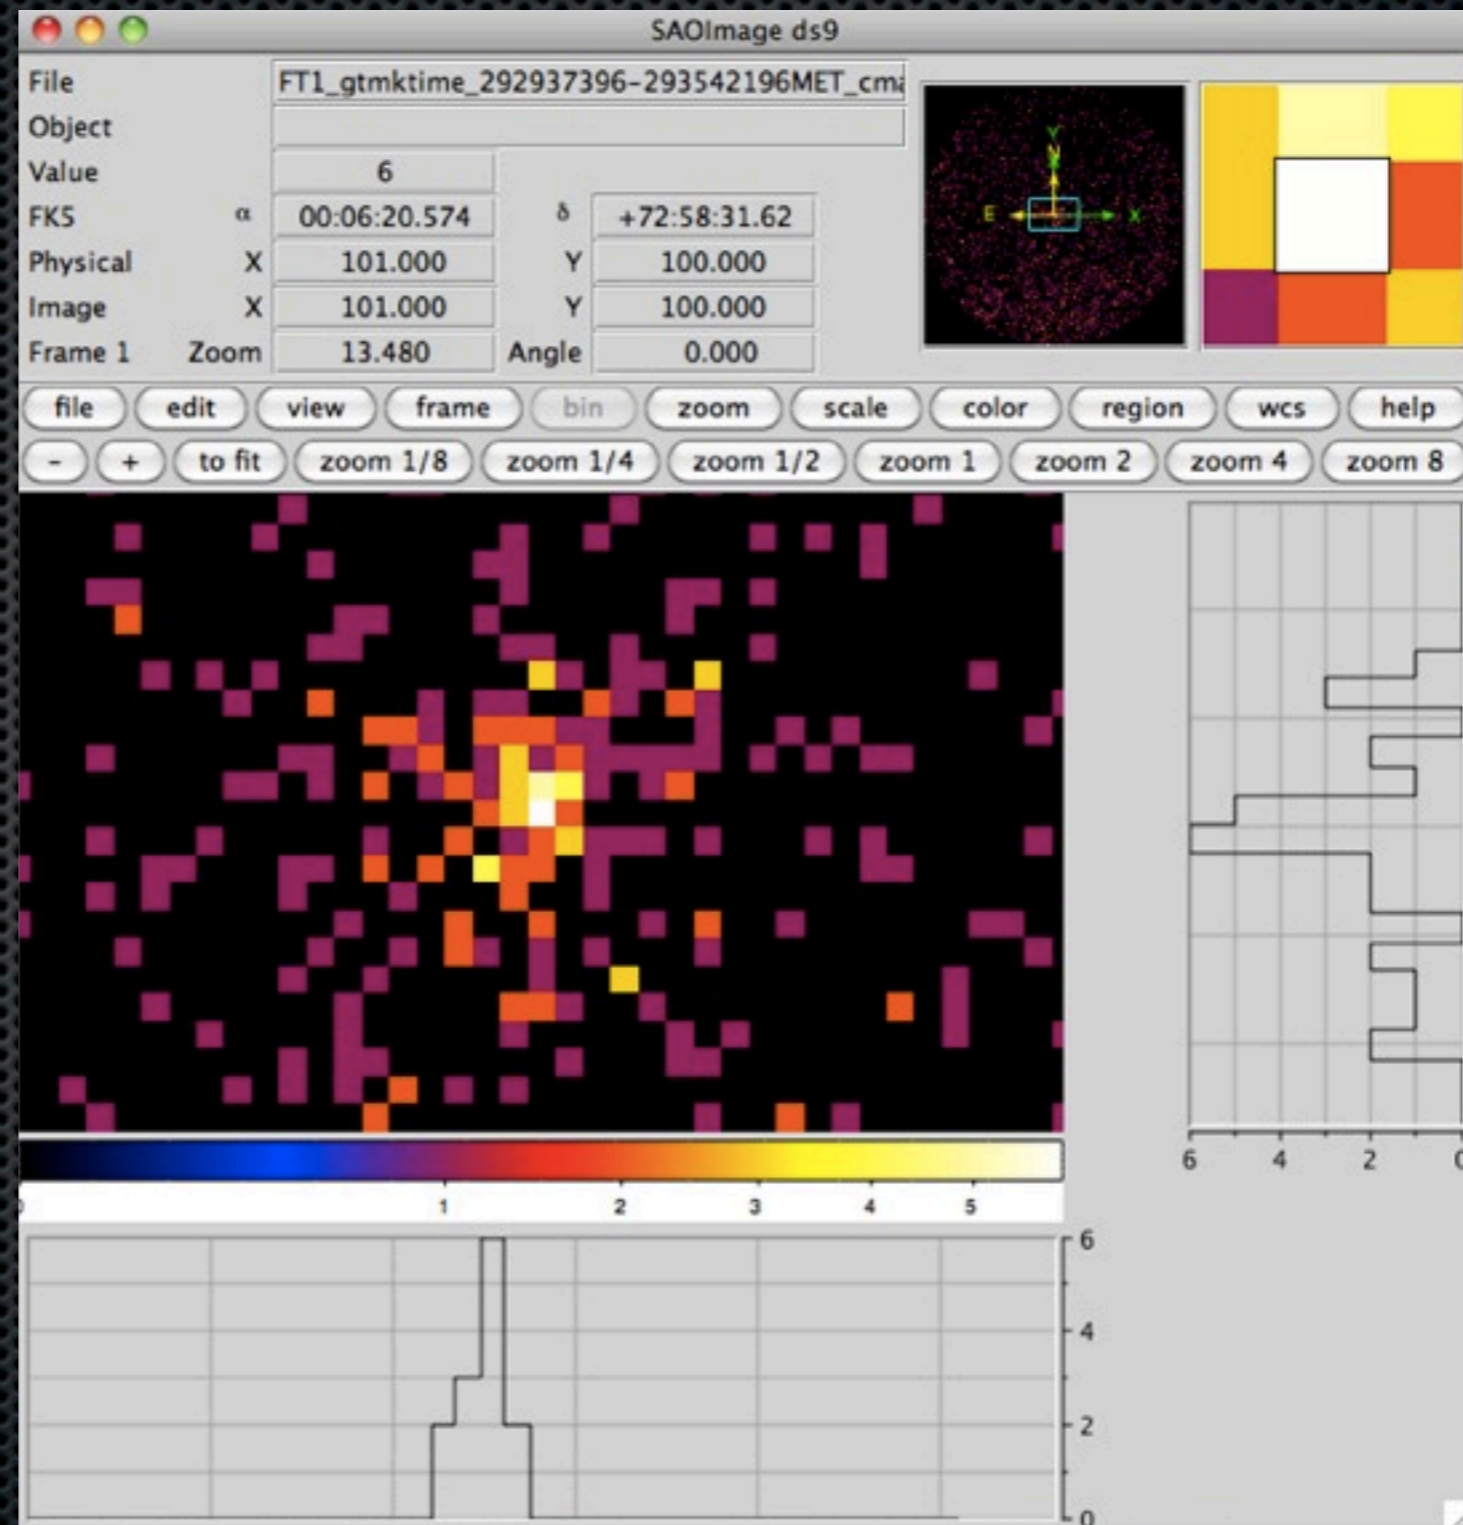 SAOImage ds9
File FT1_gtmktime_292937396-293542196MET_cma
Object
Value 6
FK5 α 00:06:20.574 δ +72:58:31.62
Physical X 101.000 Y 100.000
Image X 101.000 Y 100.000
Frame 1 Zoom 13.480 Angle 0.000
Y
N
E X
file edit view frame bin zoom scale color region wcs help
- + to fit zoom 1/8 zoom 1/4 zoom 1/2 zoom 1 zoom 2 zoom 4 zoom 8
6 4 2 0
1 2 3 4 5
6
4
2
0